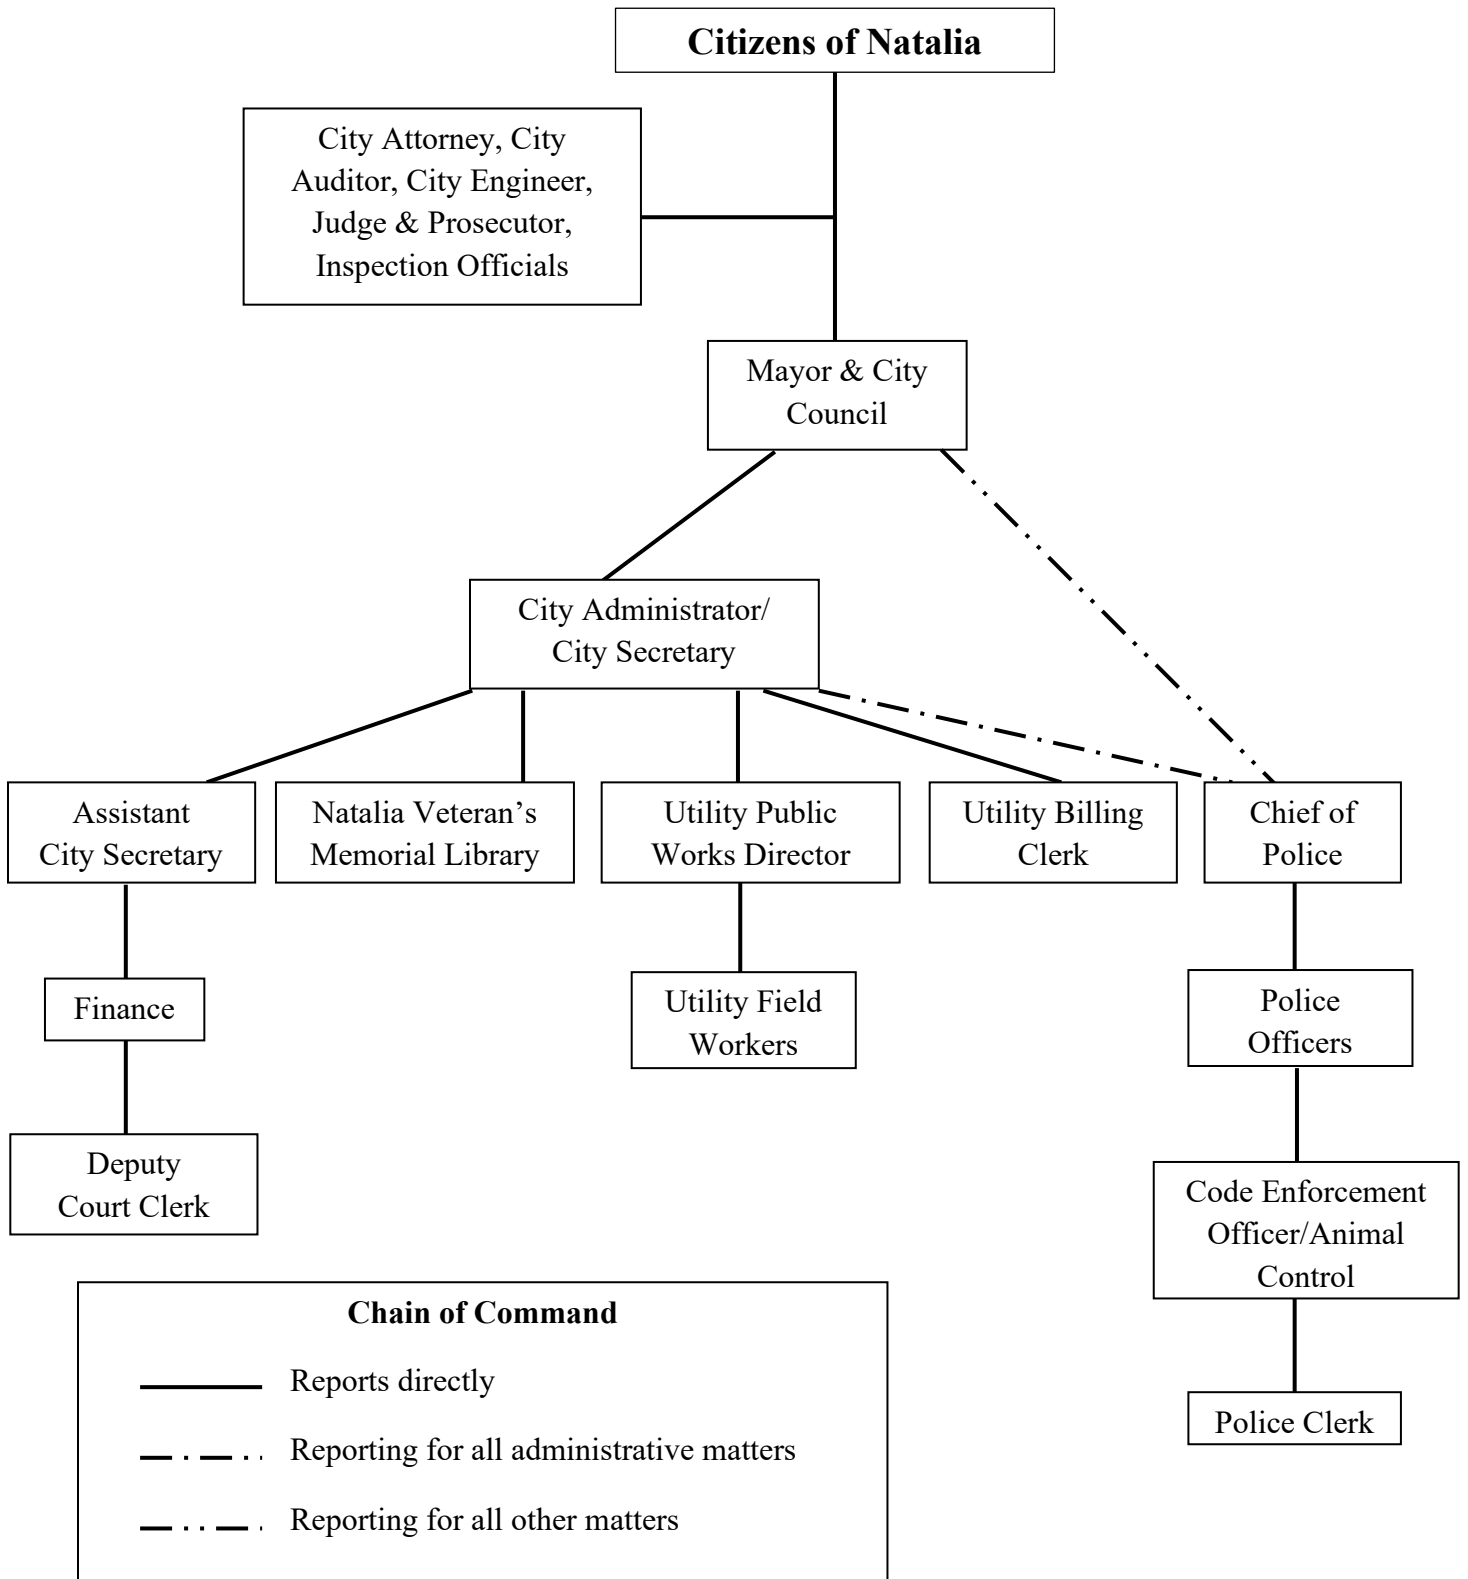 Citizens of Natalia
City Attorney, City
Auditor, City Engineer,
Judge & Prosecutor,
Inspection Officials
Mayor & City
Council
City Administrator/
City Secretary
Assistant
City Secretary
Natalia Veteran’s
Memorial Library
Utility Public
Works Director
Utility Billing
Clerk
Chief of
Police
Finance
Utility Field
Workers
Police
Officers
Deputy
Court Clerk
Code Enforcement
Officer/Animal
Control
Police Clerk
Chain of Command
Reports directly
Reporting for all administrative matters
Reporting for all other matters